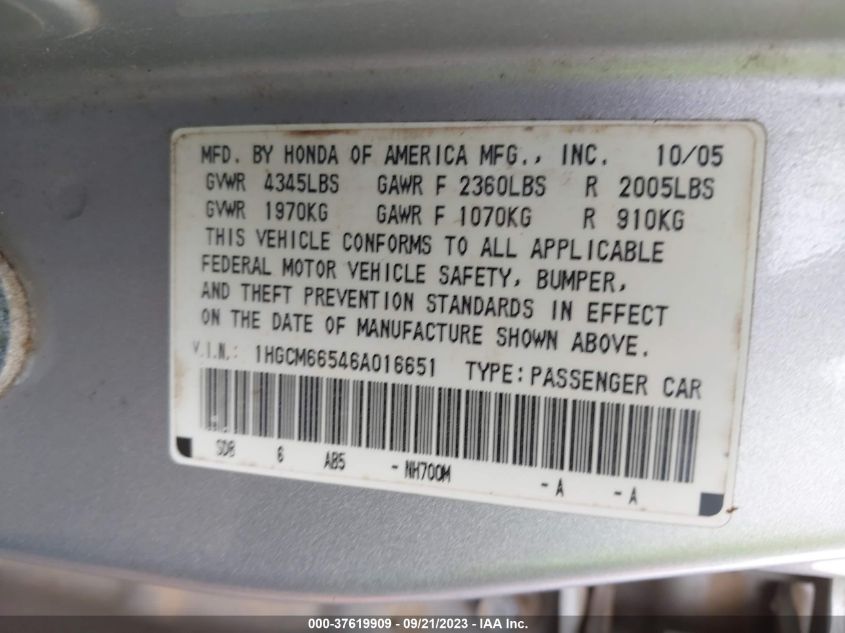 MFD. BY HONDA OF AMERICA MFG., INC. 10/05
GVWR 4345LBS GAWR F 2360LBS R 2005LBS
GVWR 1970KG GAWR F 1070KG R 910KG
THIS VEHICLE CONFORMS TO ALL APPLICABLE
FEDERAL MOTOR VEHICLE SAFETY, BUMPER,
AND THEFT PREVENTION STANDARDS IN EFFECT
ON THE DATE OF MANUFACTURE SHOWN ABOVE.
V.I.N.: 1HGCM66546A016651 TYPE: PASSENGER CAR
SDB 6 AB5 - NH700M - A - A
000-37619909 - 09/21/2023 - IAAI Inc.